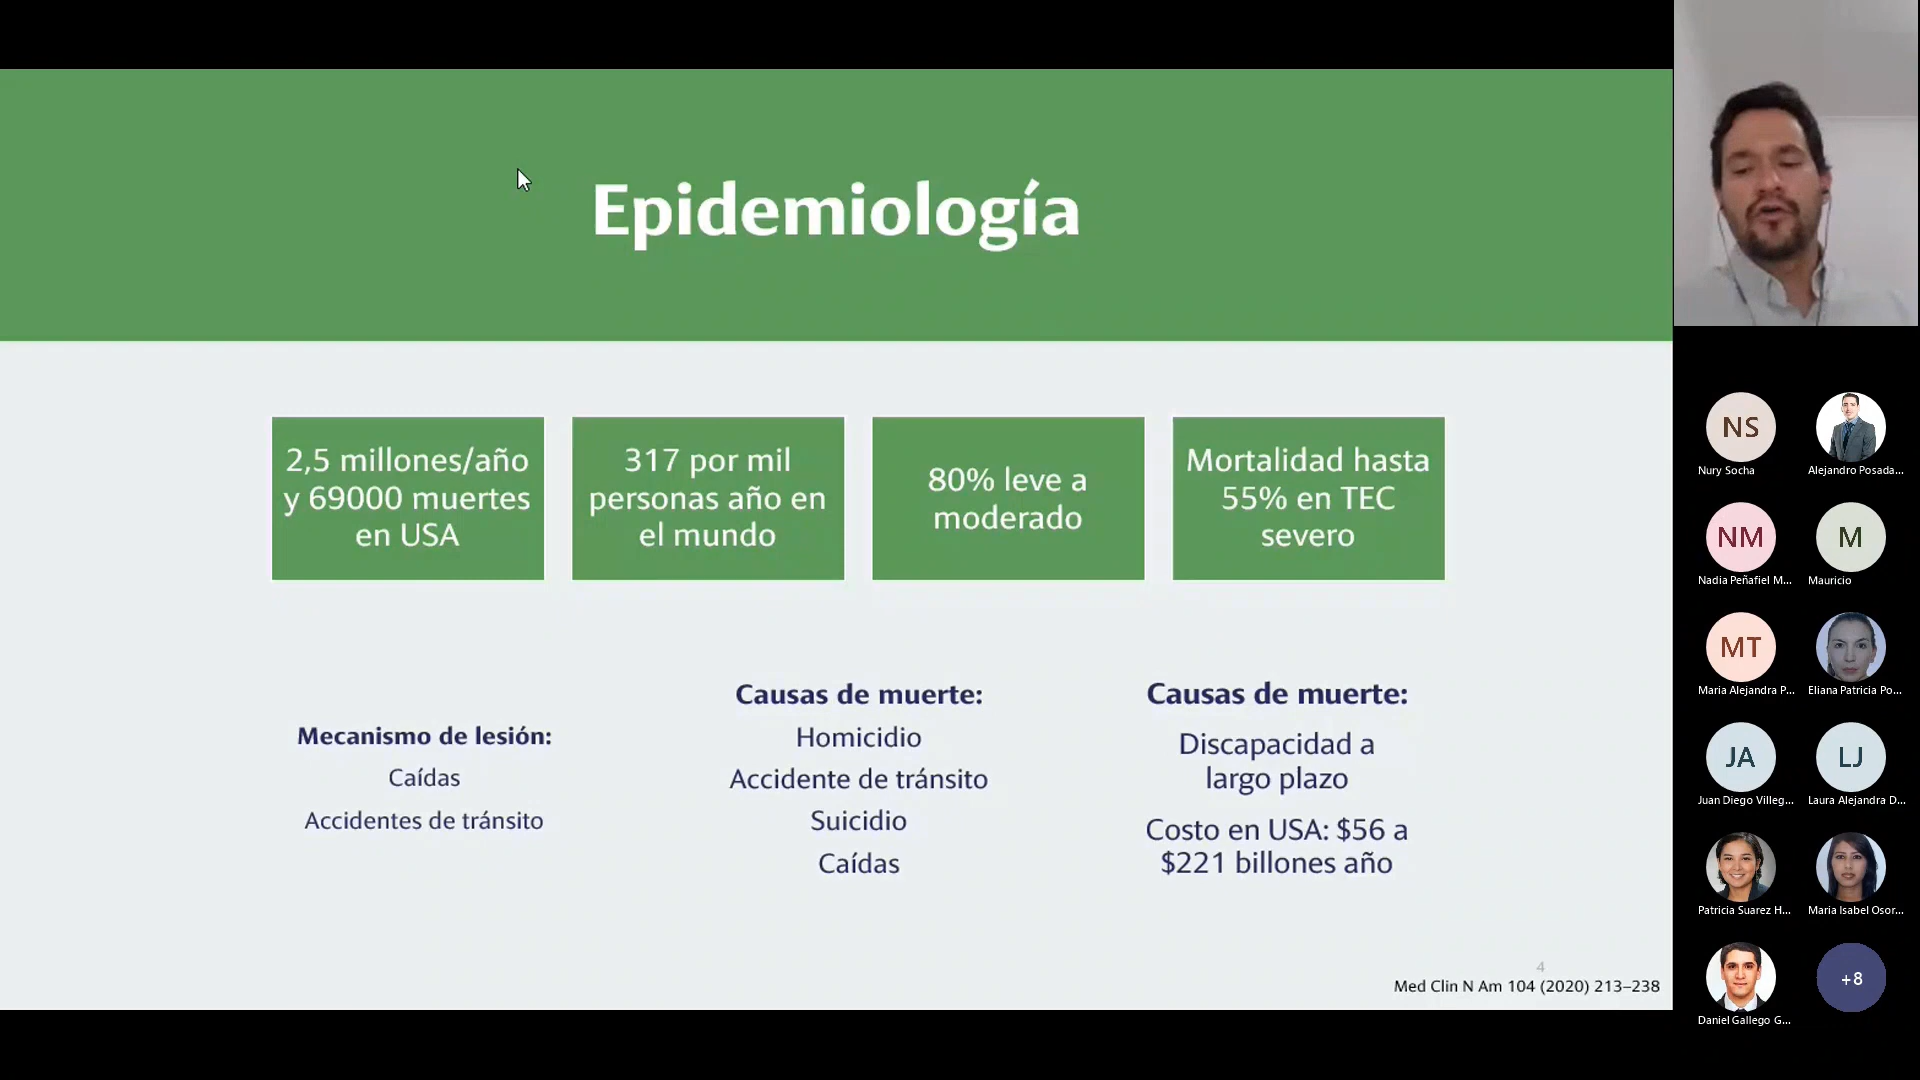 Epidemiología
2,5 millones/año
y 69000 muertes
en USA
317 por mil
personas año en
el mundo
80% leve a
moderado
Mortalidad hasta
55% en TEC
severo
Mecanismo de lesión:
Caídas
Accidentes de tránsito
Causas de muerte:
Homicidio
Accidente de tránsito
Suicidio
Caídas
Causas de muerte:
Discapacidad a
largo plazo
Costo en USA: $56 a
$221 billones año
4
Med Clin N Am 104 (2020) 213–238
NS
Nury Socha
Alejandro Posada...
NM
Nadia Peñafiel M...
M
Mauricio
MT
Maria Alejandra P...
Eliana Patricia Po...
JA
Juan Diego Villeg...
LJ
Laura Alejandra D...
Patricia Suarez H...
Maria Isabel Osor...
Daniel Gallego G...
+8